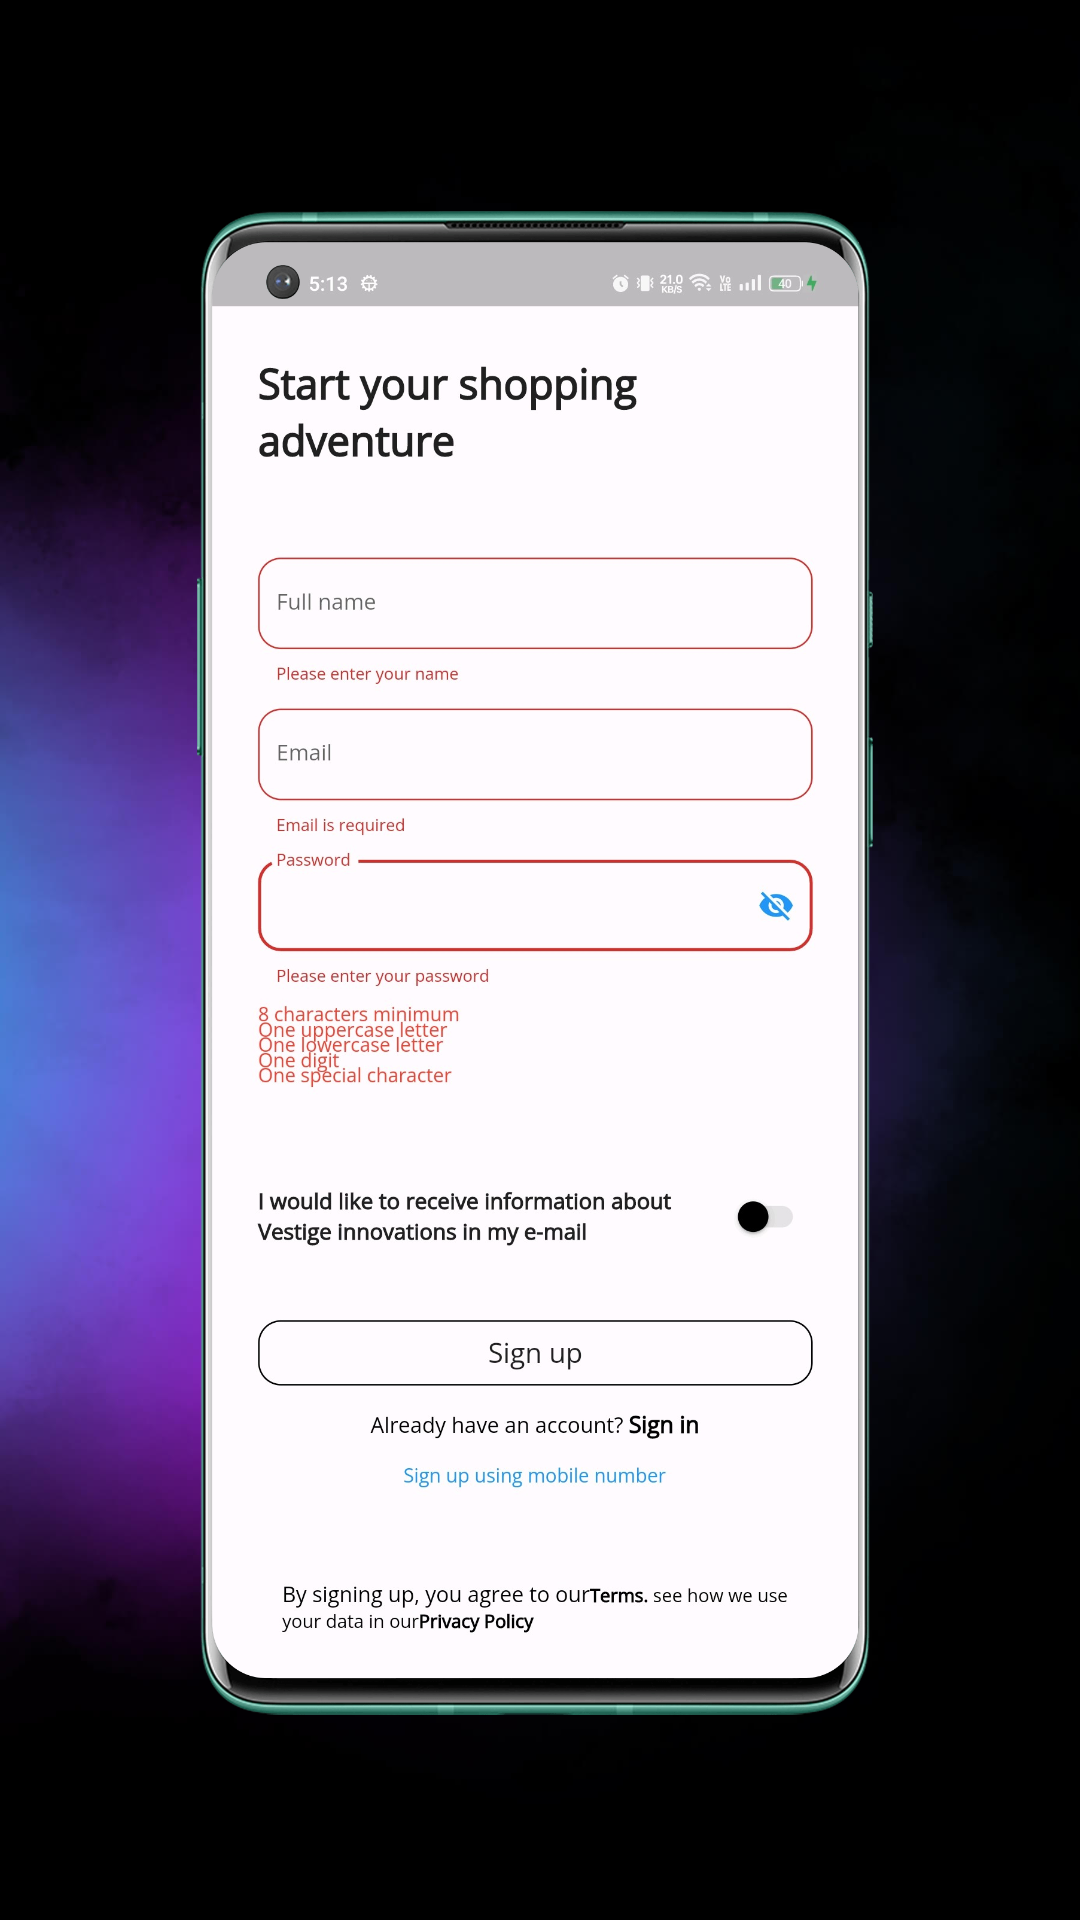 5:13
21.0
KB/S
Vo
LTE
40
Start your shopping
adventure
Full name
Please enter your name
Email
Email is required
Password
Please enter your password
8 characters minimum
One uppercase letter
One lowercase letter
One digit
One special character
I would like to receive information about
Vestige innovations in my e-mail
Sign up
Already have an account? Sign in
Sign up using mobile number
By signing up, you agree to ourTerms. see how we use
your data in ourPrivacy Policy